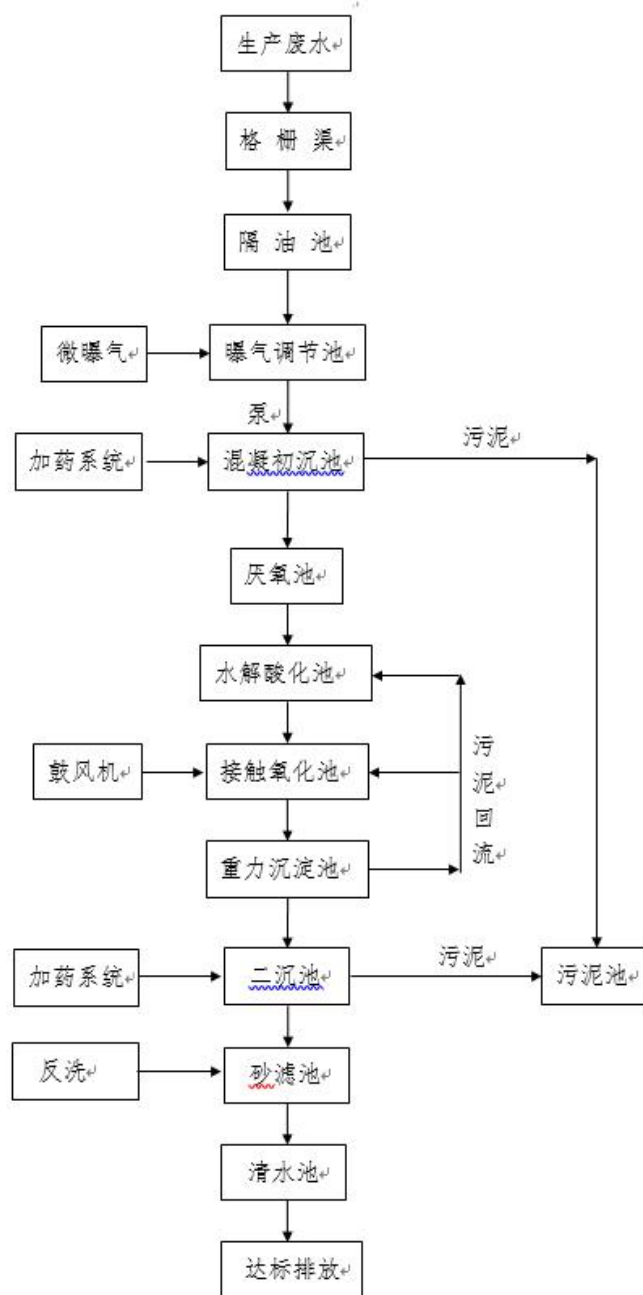 生产废水
格 栅 渠
隔 油 池
微曝气
曝气调节池
泵
污泥
加药系统
混凝初沉池
厌氧池
水解酸化池
污泥回流
鼓风机
接触氧化池
重力沉淀池
污泥
加药系统
二沉池
污泥池
反洗
砂滤池
清水池
达标排放